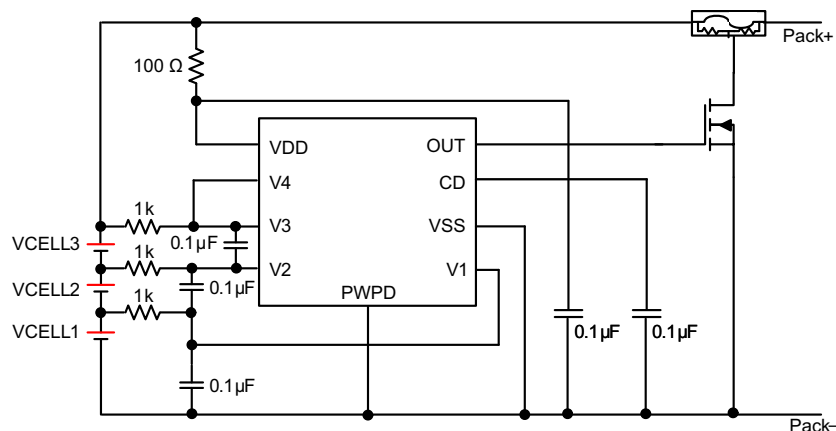 Pack+
100 Ω
VDD
OUT
V4
CD
1k
V3
VSS
VCELL3
0.1µF
1k
V2
V1
VCELL2
0.1µF
PWPD
1k
VCELL1
0.1µF
0.1µF
0.1µF
Pack–